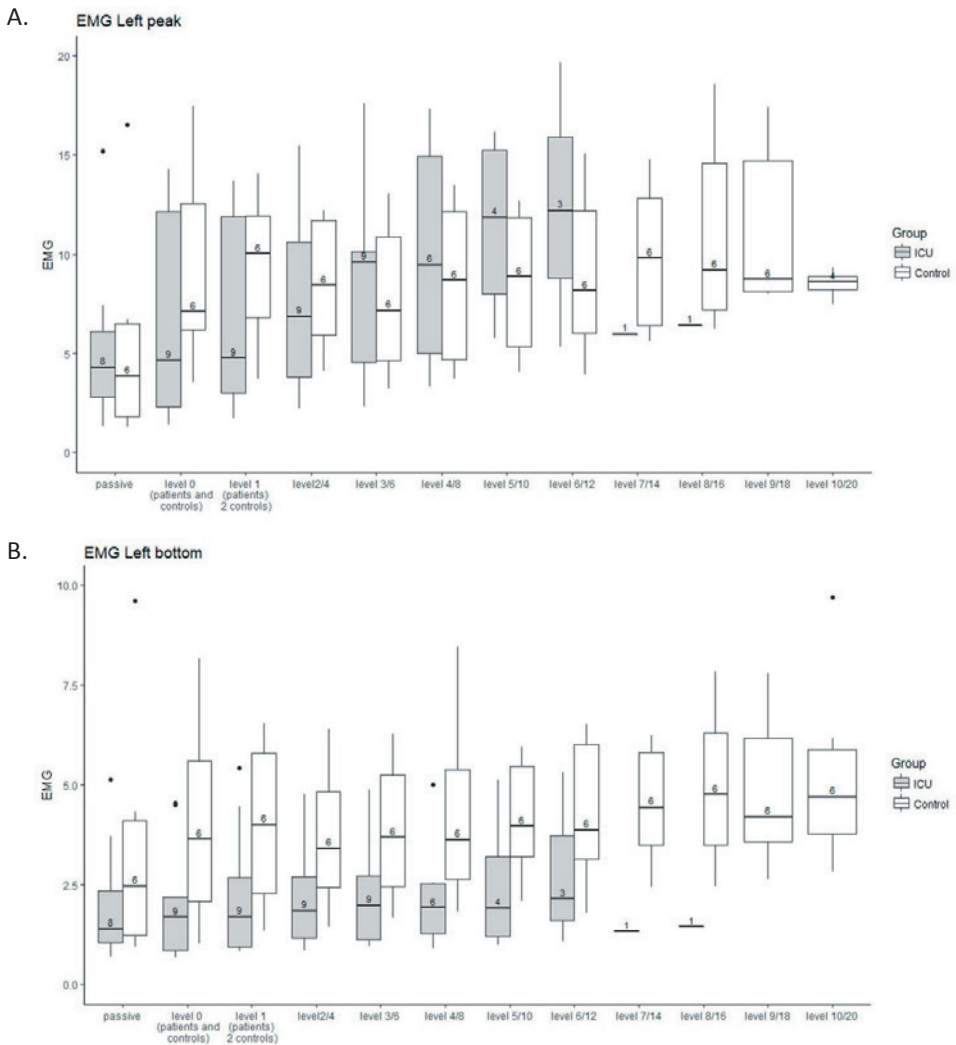 A.
EMG Left peak
20
15
10
5
0
EMG
8 6 9 6 9 6 9 6 9 6 6 6 4 6 3 6 1 6 1 6 6 4
passive level 0 level 1 level2/4 level 3/6 level 4/8 level 5/10 level 6/12 level 7/14 level 8/16 level 9/18 level 10/20
(patients and (patients)
controls) 2 controls)
Group
ICU
Control
B.
EMG Left bottom
10.0
7.5
5.0
2.5
0.0
EMG
8 6 9 6 9 6 9 6 9 6 6 6 4 6 3 6 1 6 1 6 6 6
passive level 0 level 1 level2/4 level 3/6 level 4/8 level 5/10 level 6/12 level 7/14 level 8/16 level 9/18 level 10/20
(patients and (patients)
controls) 2 controls)
Group
ICU
Control